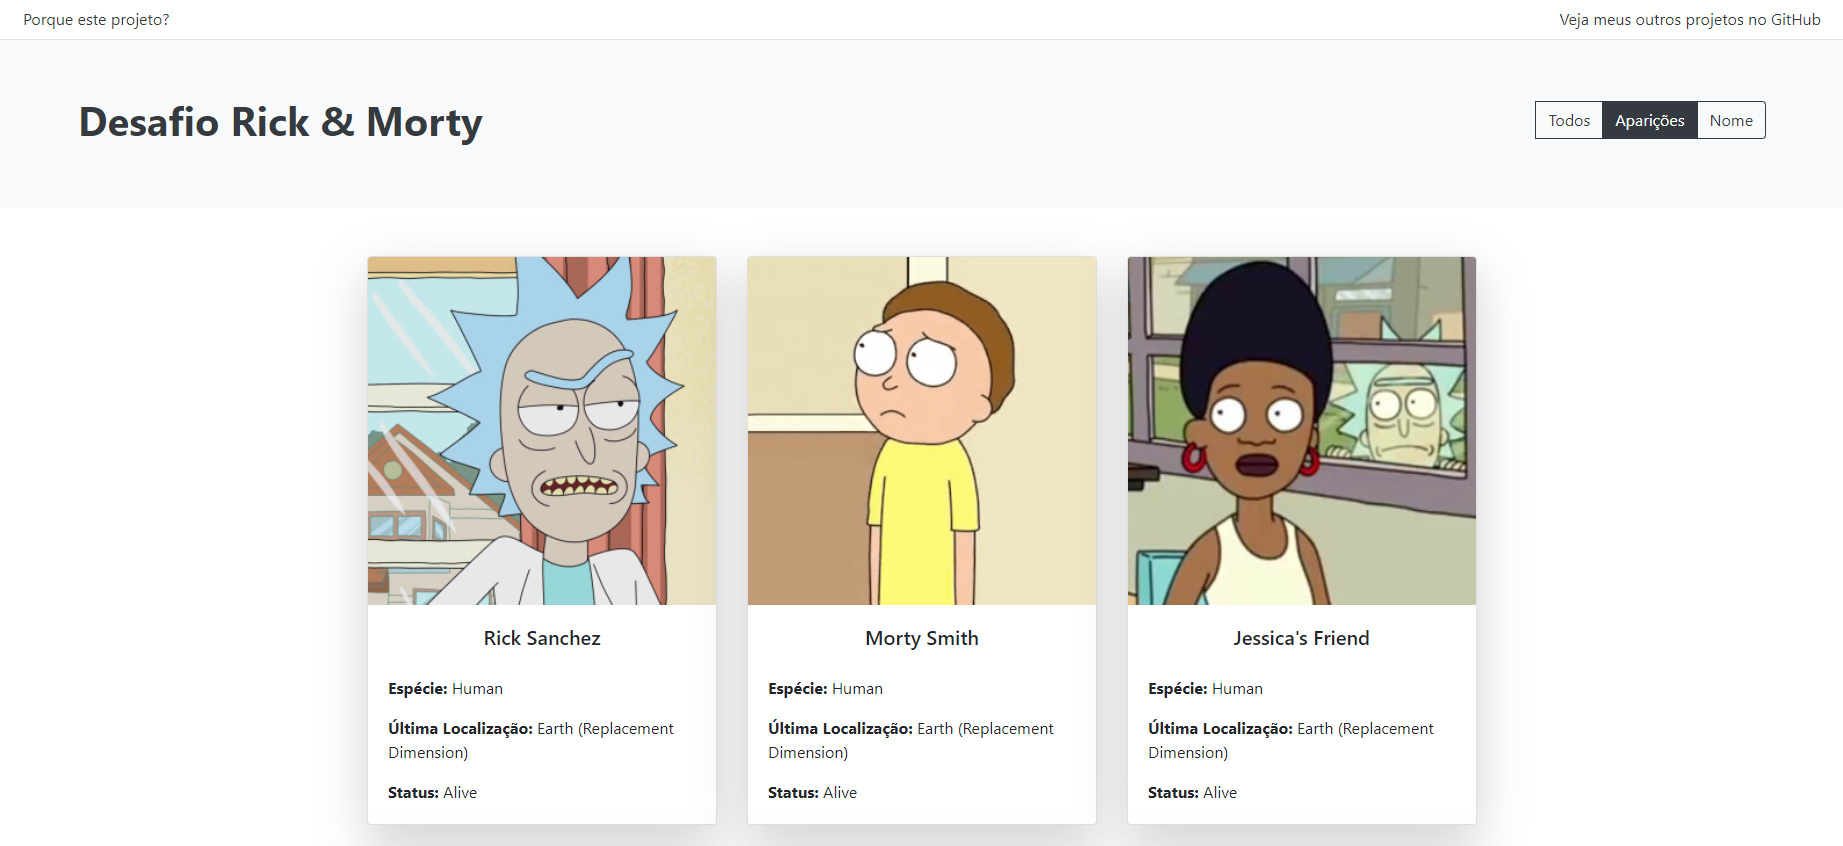 Porque este projeto?
Veja meus outros projetos no GitHub
Desafio Rick & Morty
Todos
Aparições
Nome
Rick Sanchez
Espécie: Human
Última Localização: Earth (Replacement
Dimension)
Status: Alive
Morty Smith
Espécie: Human
Última Localização: Earth (Replacement
Dimension)
Status: Alive
Jessica's Friend
Espécie: Human
Última Localização: Earth (Replacement
Dimension)
Status: Alive